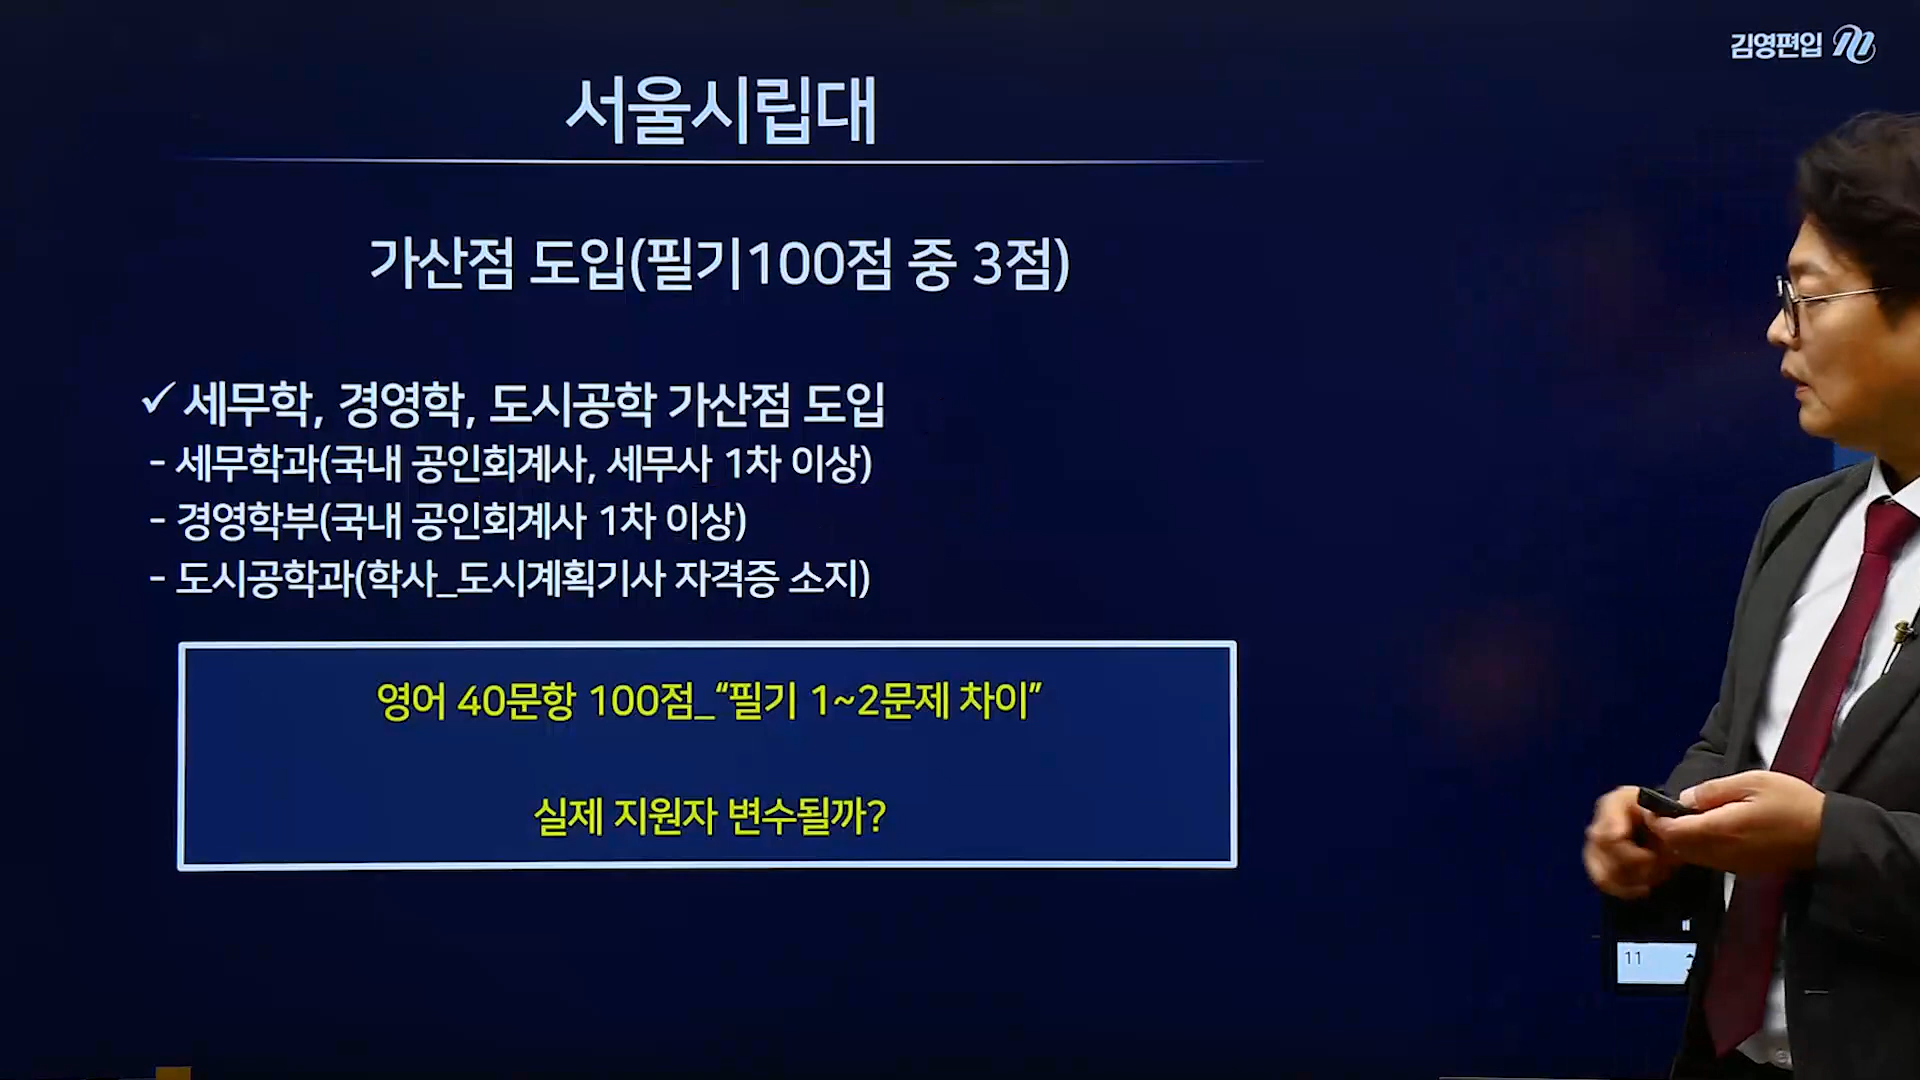 김영편입
서울시립대
가산점 도입(필기100점 중 3점)
✓ 세무학, 경영학, 도시공학 가산점 도입
- 세무학과(국내 공인회계사, 세무사 1차 이상)
- 경영학부(국내 공인회계사 1차 이상)
- 도시공학과(학사_도시계획기사 자격증 소지)
영어 40문항 100점_“필기 1~2문제 차이”
실제 지원자 변수될까?
11